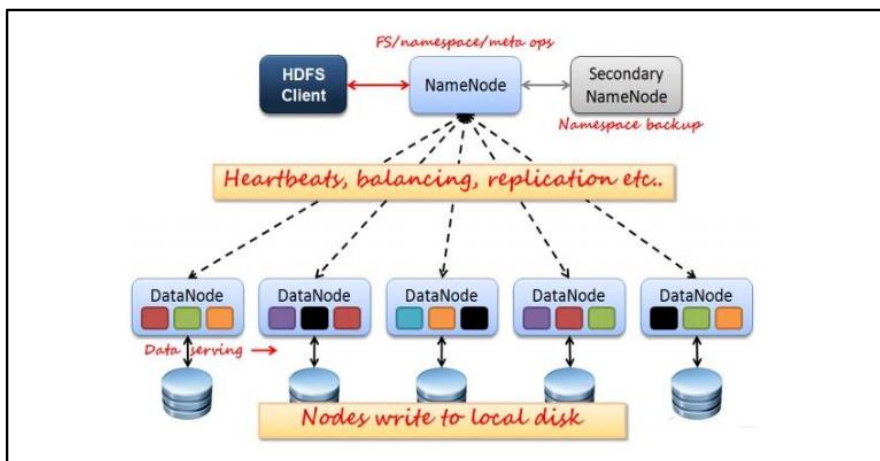 FS/namespace/meta ops
HDFS
Client
NameNode
Secondary
NameNode
Namespace backup
Heartbeats, balancing, replication etc..
DataNode
DataNode
DataNode
DataNode
DataNode
Data serving
Nodes write to local disk